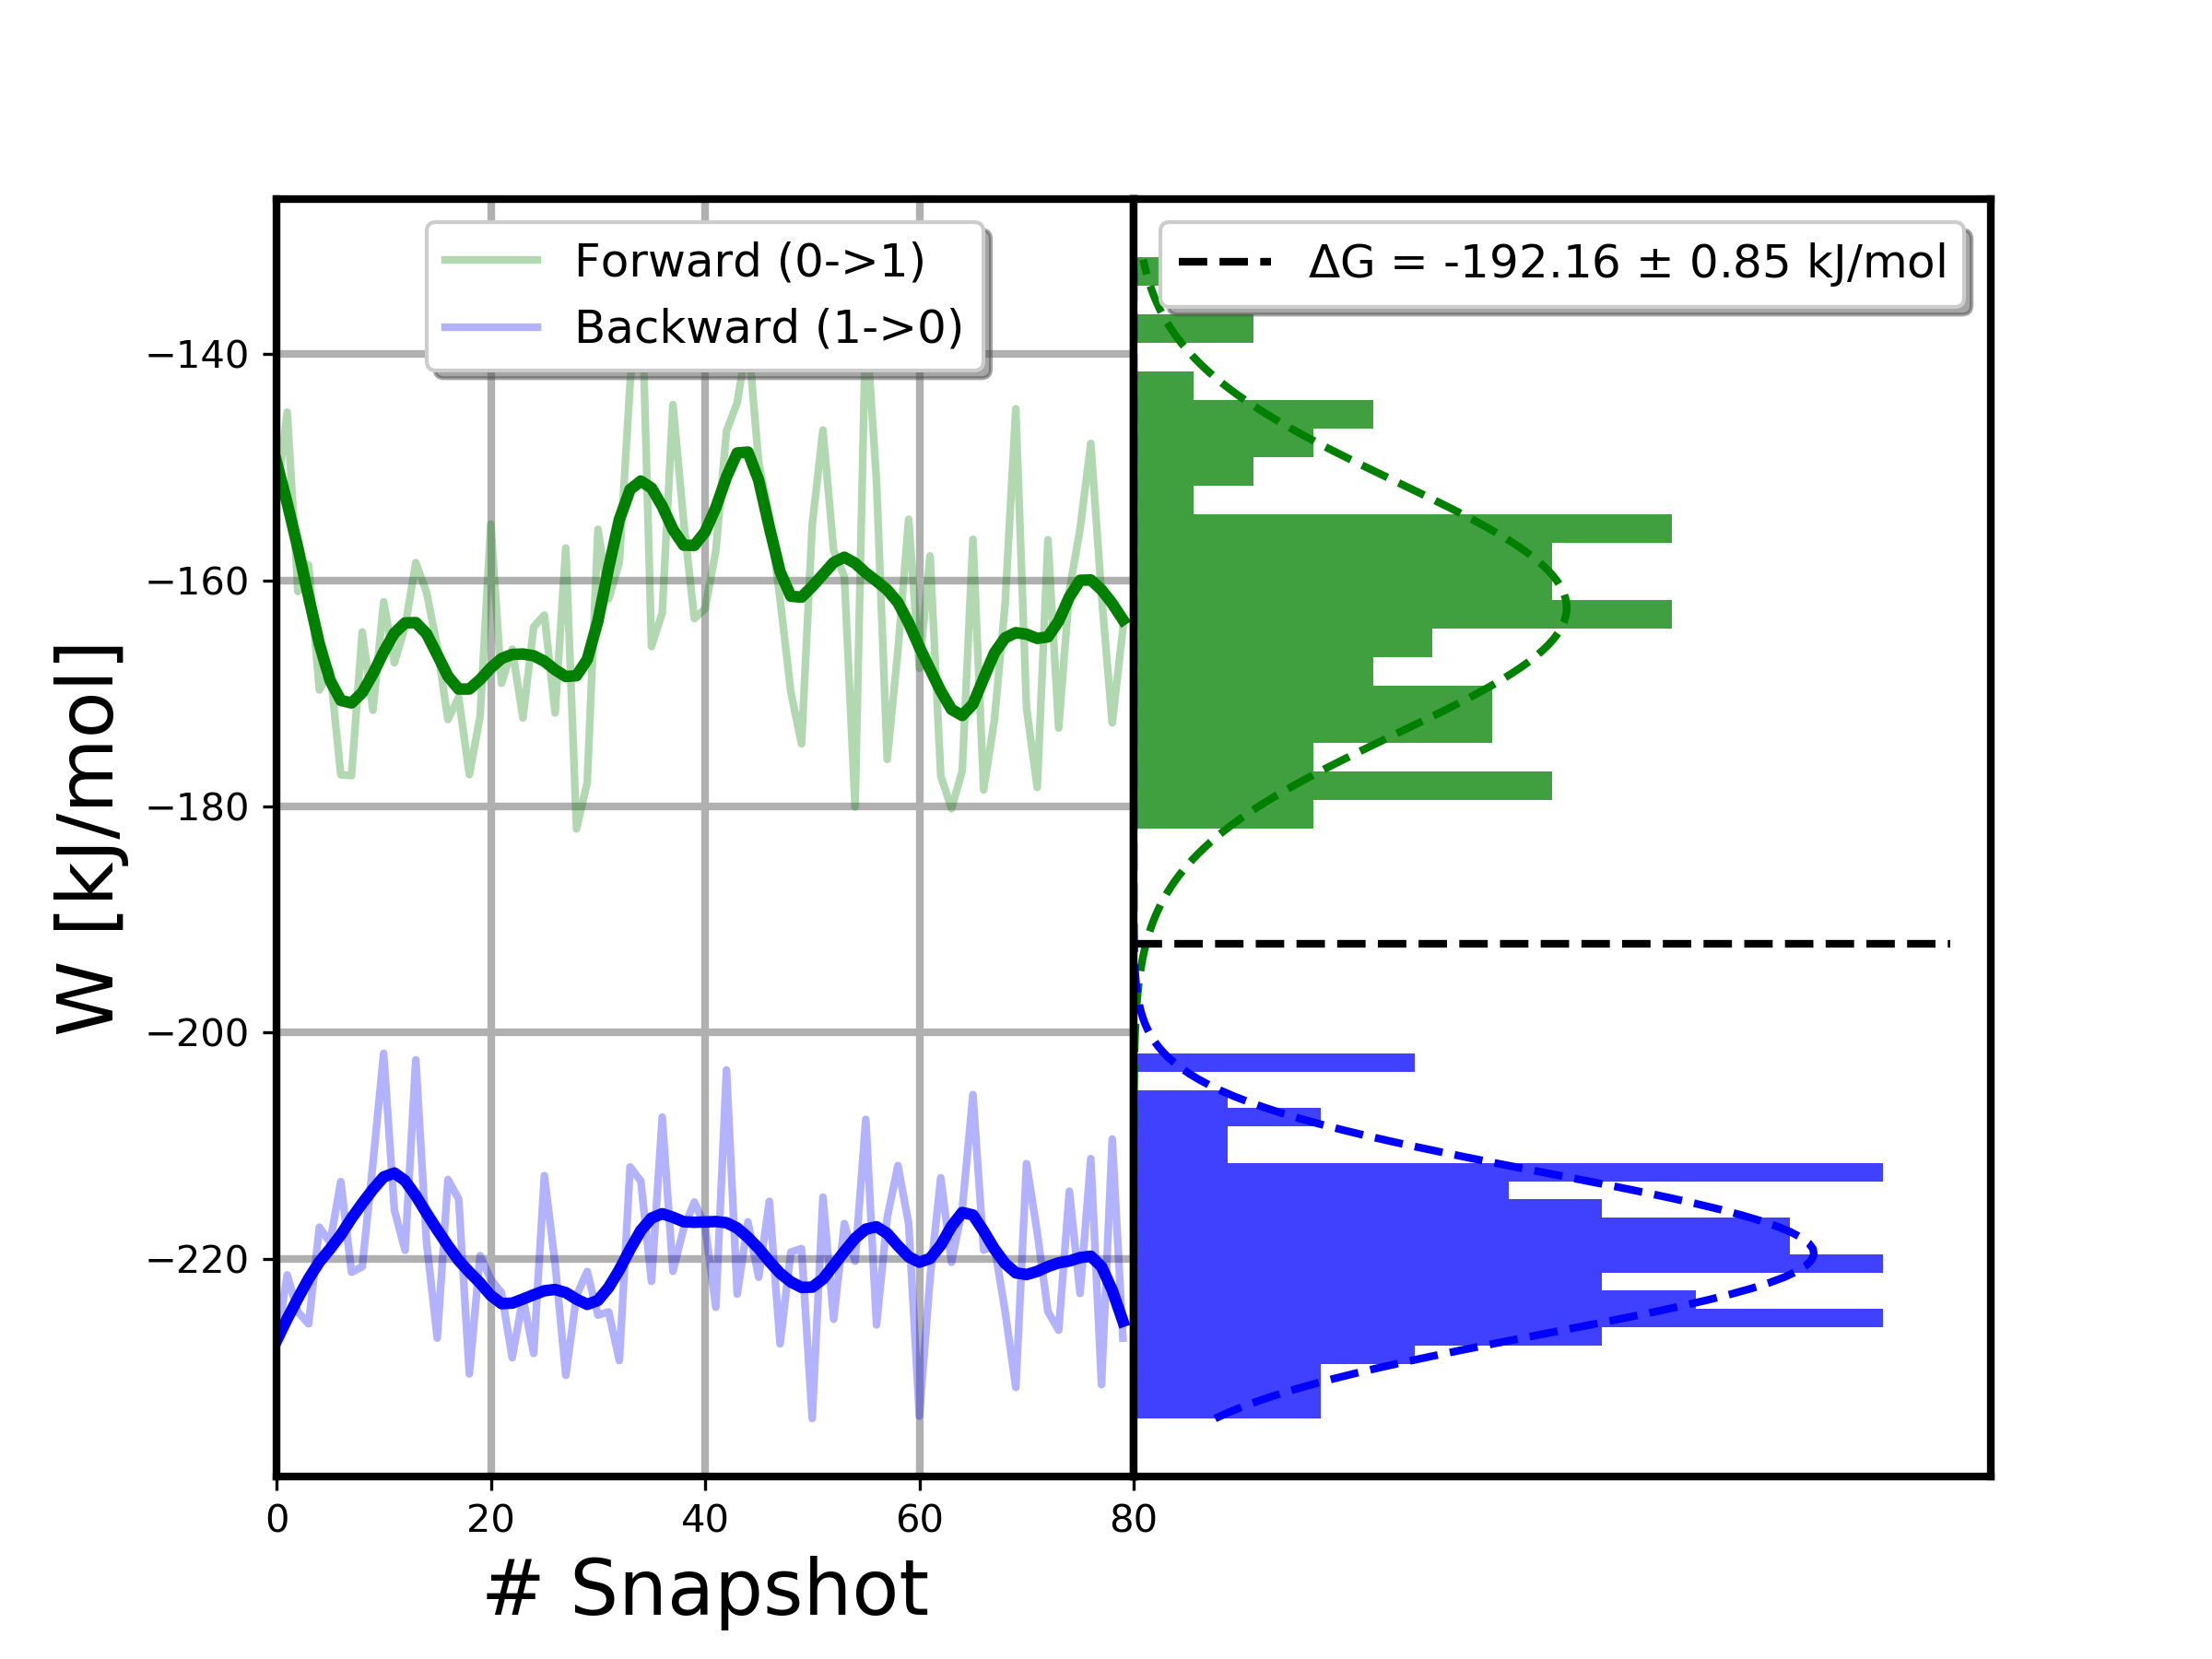 Forward (0->1)
Backward (1->0)
ΔG = -192.16 ± 0.85 kJ/mol
W [kJ/mol]
−140
−160
−180
−200
−220
0 20 40 60 80
# Snapshot